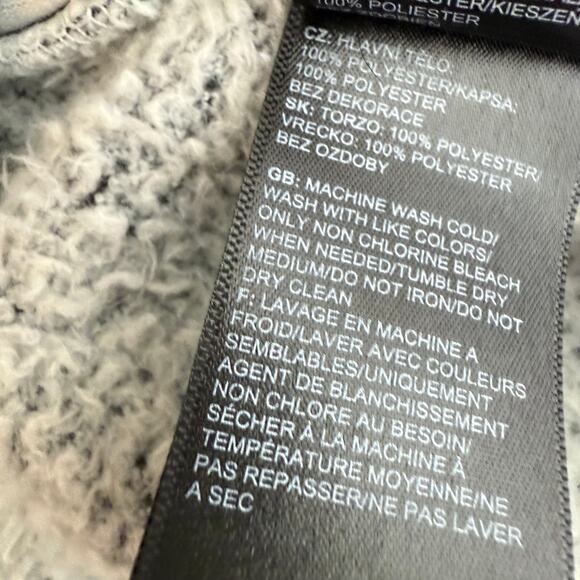 100% POLIESTER
CZ: HLAVNÍ TĚLO,
100% POLYESTER/KAPSA:
100% POLYESTER
BEZ DEKORACE
SK: TORZO: 100% POLYESTER/
VRECKO: 100% POLYESTER
BEZ OZDOBY
GB: MACHINE WASH COLD/
WASH WITH LIKE COLORS/
ONLY NON CHLORINE BLEACH
WHEN NEEDED/TUMBLE DRY
MEDIUM/DO NOT IRON/DO NOT
DRY CLEAN
F: LAVAGE EN MACHINE A
FROID/LAVER AVEC COULEURS
SEMBLABLES/UNIQUEMENT
AGENT DE BLANCHISSEMENT
NON CHLORE AU BESOIN/
SÉCHER À LA MACHINE À
TEMPÉRATURE MOYENNE/NE
PAS REPASSER/NE PAS LAVER
A SEC